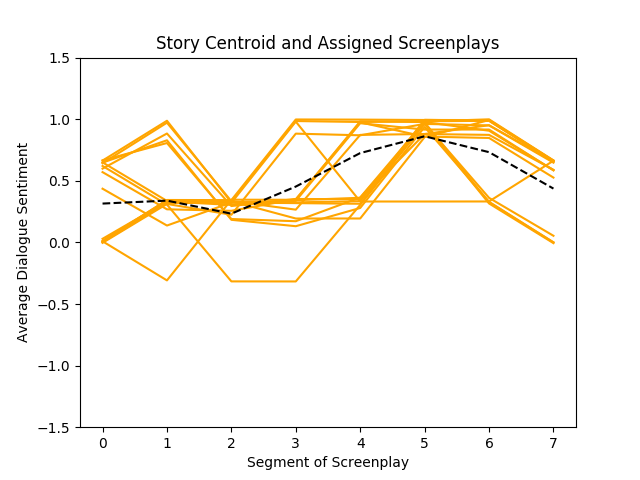 Story Centroid and Assigned Screenplays
1.5
1.0
0.5
0.0
−0.5
−1.0
−1.5
Average Dialogue Sentiment
0 1 2 3 4 5 6 7
Segment of Screenplay